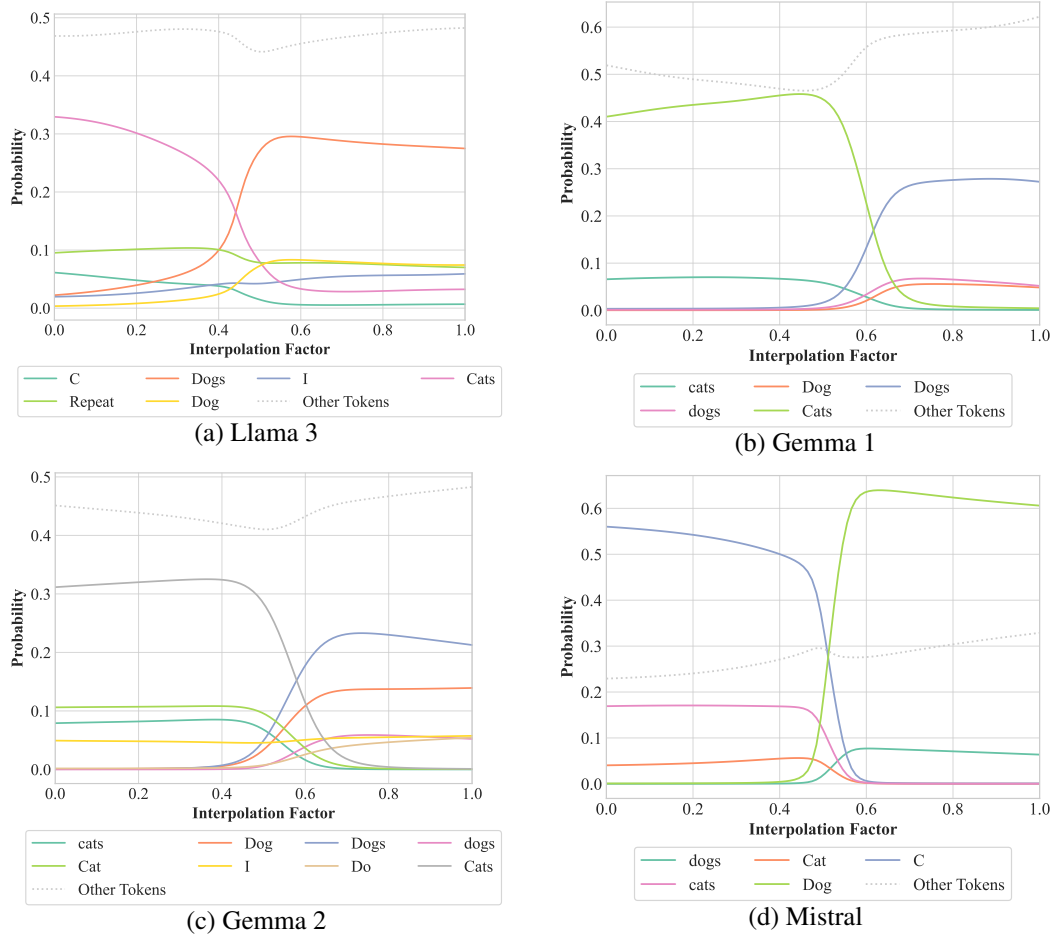 0.5
0.4
0.3
0.2
0.1
0.0
Probability
0.0 0.2 0.4 0.6 0.8 1.0
Interpolation Factor
C Dogs I Cats
Repeat Dog Other Tokens
(a) Llama 3
0.6
0.5
0.4
0.3
0.2
0.1
0.0
Probability
0.0 0.2 0.4 0.6 0.8 1.0
Interpolation Factor
cats Dog Dogs
dogs Cats Other Tokens
(b) Gemma 1
0.5
0.4
0.3
0.2
0.1
0.0
Probability
0.0 0.2 0.4 0.6 0.8 1.0
Interpolation Factor
cats Dog Dogs dogs
Cat I Do Cats
Other Tokens
(c) Gemma 2
0.6
0.5
0.4
0.3
0.2
0.1
0.0
Probability
0.0 0.2 0.4 0.6 0.8 1.0
Interpolation Factor
dogs Cat C
cats Dog Other Tokens
(d) Mistral